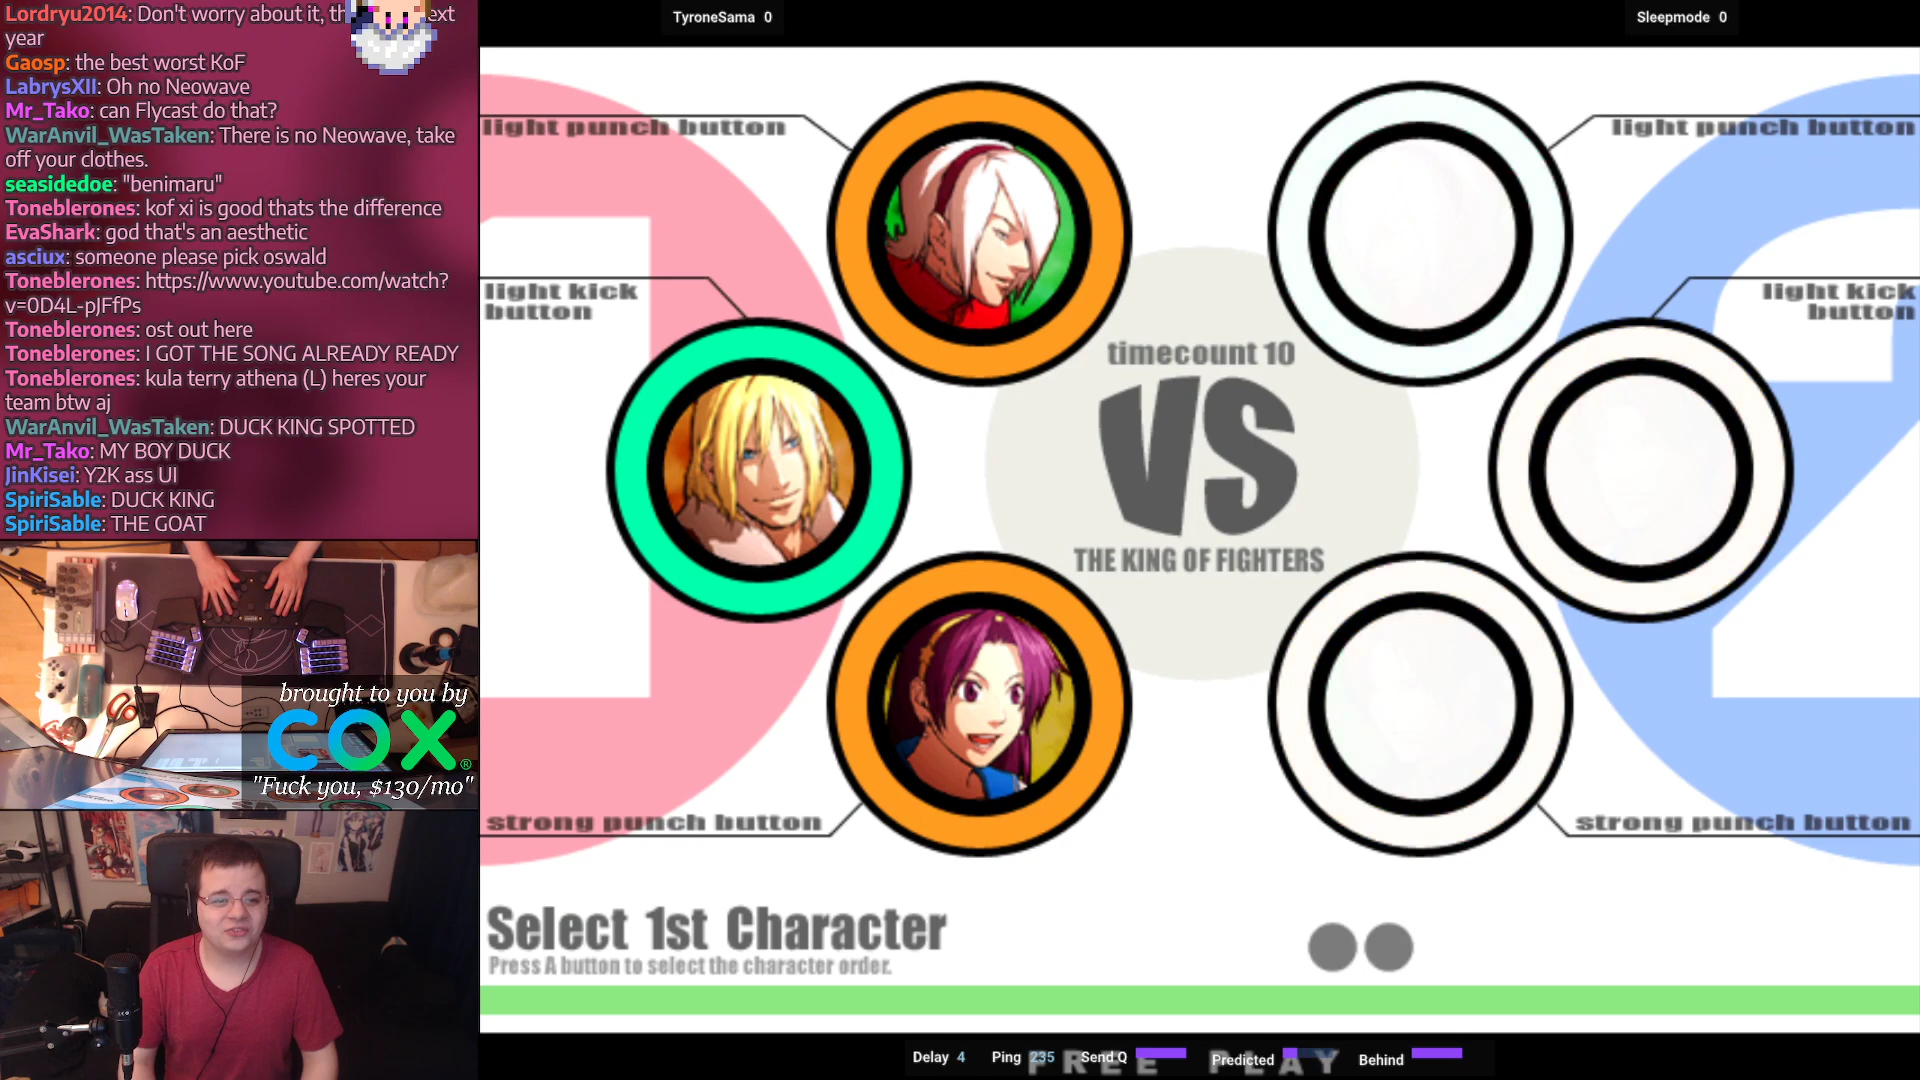 Lordryu2014: Don't worry about it, th ext
year
Gaosp: the best worst KoF
LabrysXII: Oh no Neowave
Mr_Tako: can Flycast do that?
WarAnvil_WasTaken: There is no Neowave, take
off your clothes.
seasidedoe: "benimaru"
Toneblerones: kof xi is good thats the difference
EvaShark: god that's an aesthetic
asciux: someone please pick oswald
Toneblerones: https://www.youtube.com/watch?
v=0D4L-pJFfPs
Toneblerones: ost out here
Toneblerones: I GOT THE SONG ALREADY READY
Toneblerones: kula terry athena (L) heres your
team btw aj
WarAnvil_WasTaken: DUCK KING SPOTTED
Mr_Tako: MY BOY DUCK
JinKisei: Y2K ass UI
SpiriSable: DUCK KING
SpiriSable: THE GOAT
brought to you by
COX®
"Fuck you, $130/mo"
TyroneSama 0
Sleepmode 0
light punch button
light punch button
light kick
button
light kick
button
timecount 10
VS
THE KING OF FIGHTERS
strong punch button
strong punch button
Select 1st Character
Press A button to select the character order.
1
2
Delay 4 Ping 235 Send Q Predicted Behind
FREE PLAY